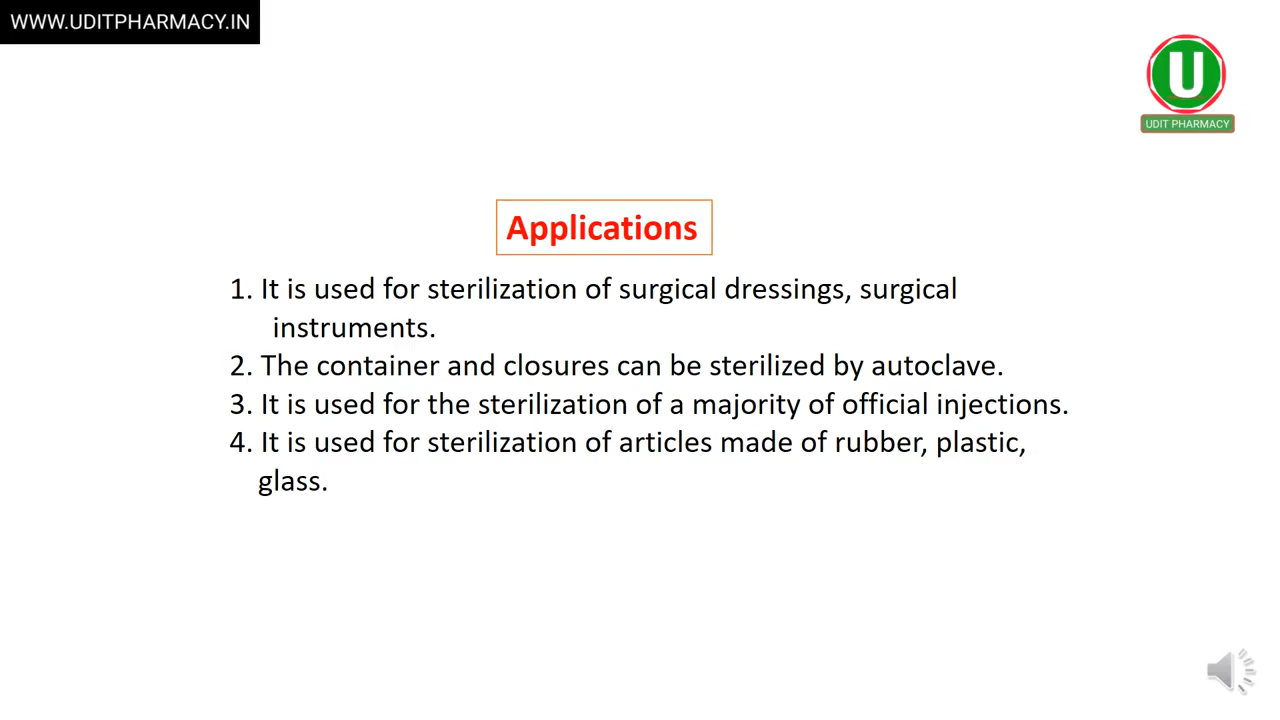 WWW.UDITPHARMACY.IN
U
UDIT PHARMACY
Applications
1. It is used for sterilization of surgical dressings, surgical
instruments.
2. The container and closures can be sterilized by autoclave.
3. It is used for the sterilization of a majority of official injections.
4. It is used for sterilization of articles made of rubber, plastic,
glass.